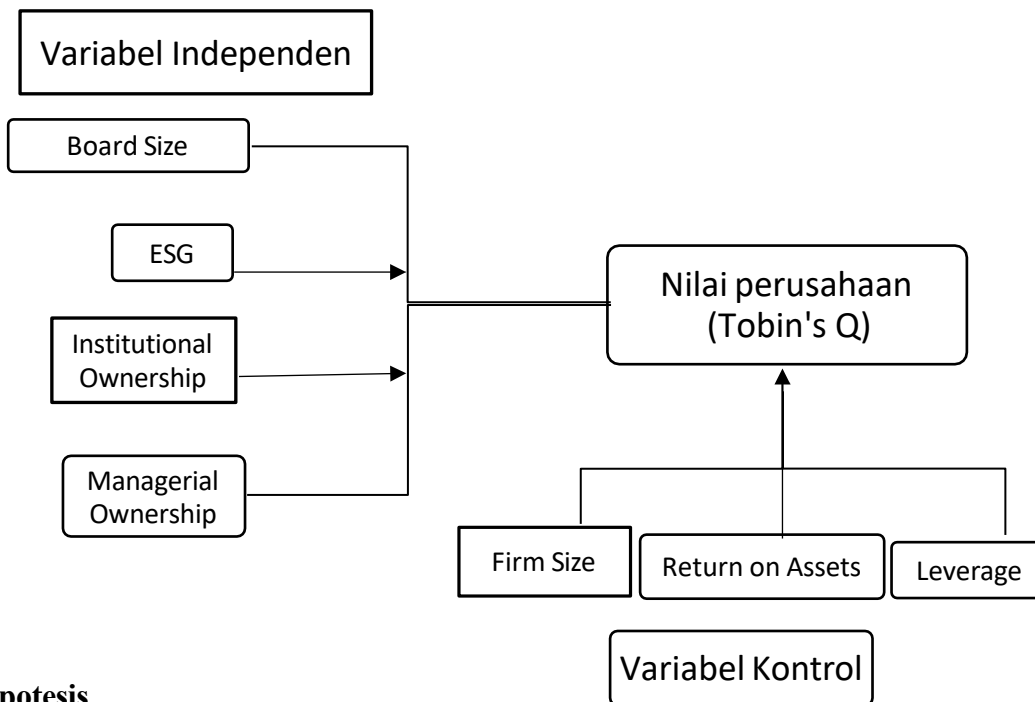 Variabel Independen
Board Size
ESG
Institutional
Ownership
Managerial
Ownership
Nilai perusahaan
(Tobin's Q)
Firm Size
Return on Assets
Leverage
Variabel Kontrol
potesis